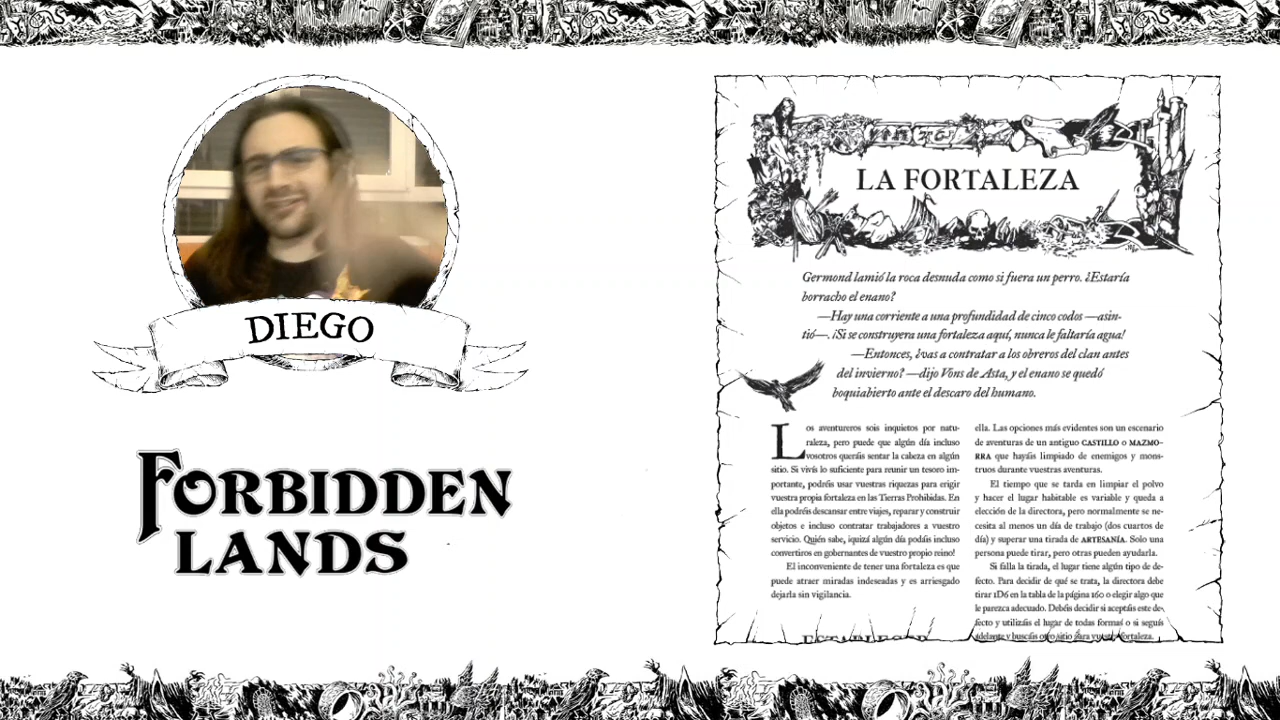 DIEGO
FORBIDDEN
LANDS
LA FORTALEZA
Germond lamió la roca desnuda como si fuera un perro. ¿Estaría
borracho el enano?
—Hay una corriente a una profundidad de cinco codos —asin-
tió—. ¡Si se construyera una fortaleza aquí, nunca le faltaría agua!
—Entonces, ¿vas a contratar a los obreros del clan antes
del invierno? —dijo Vons de Asta, y el enano se quedó
boquiabierto ante el descaro del humano.
Los aventureros sois inquietos por natu-
raleza, pero puede que algún día incluso
vosotros queráis sentar la cabeza en algún
sitio. Si vivís lo suficiente para reunir un tesoro im-
portante, podréis usar vuestras riquezas para erigir
vuestra propia fortaleza en las Tierras Prohibidas. En
ella podréis descansar entre viajes, reparar y construir
objetos e incluso contratar trabajadores a vuestro
servicio. Quién sabe, ¡quizá algún día podáis incluso
convertiros en gobernantes de vuestro propio reino!
El inconveniente de tener una fortaleza es que
puede atraer miradas indeseadas y es arriesgado
dejarla sin vigilancia.
ESTABLECER
ella. Las opciones más evidentes son un escenario
de aventuras de un antiguo CASTILLO o MAZMO-
RRA que hayáis limpiado de enemigos y mons-
truos durante vuestras aventuras.
El tiempo que se tarda en limpiar el polvo
y hacer el lugar habitable es variable y queda a
elección de la directora, pero normalmente se ne-
cesita al menos un día de trabajo (dos cuartos de
día) y superar una tirada de ARTESANÍA. Solo una
persona puede tirar, pero otras pueden ayudarla.
Si falla la tirada, el lugar tiene algún tipo de de-
fecto. Para decidir de qué se trata, la directora debe
tirar 1D6 en la tabla de la página 160 o elegir algo que
le parezca adecuado. Debéis decidir si aceptáis este de-
fecto y utilizáis el lugar de todas formas o si seguís
adelante y buscáis otro sitio para vuestra fortaleza.